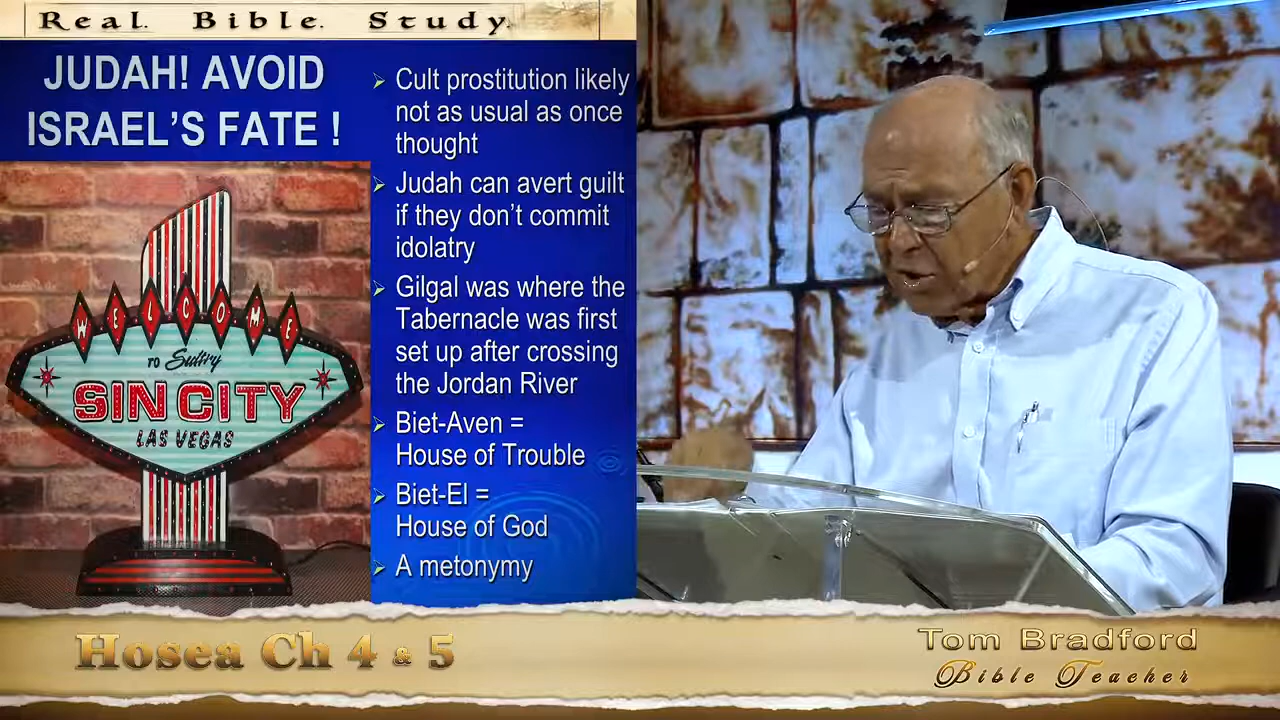 Real. Bible. Study.
JUDAH! AVOID
ISRAEL'S FATE !
WELCOME
TO Sultry
SIN CITY
LAS VEGAS
➢ Cult prostitution likely
not as usual as once
thought
➢ Judah can avert guilt
if they don't commit
idolatry
➢ Gilgal was where the
Tabernacle was first
set up after crossing
the Jordan River
➢ Biet-Aven =
House of Trouble
➢ Biet-El =
House of God
➢ A metonymy
Hosea Ch 4 & 5
Tom Bradford
Bible Teacher